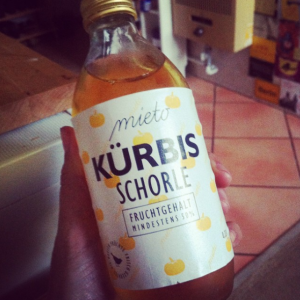 mieto
KÜRBIS
SCHORLE
FRUCHTGEHALT
MINDESTENS